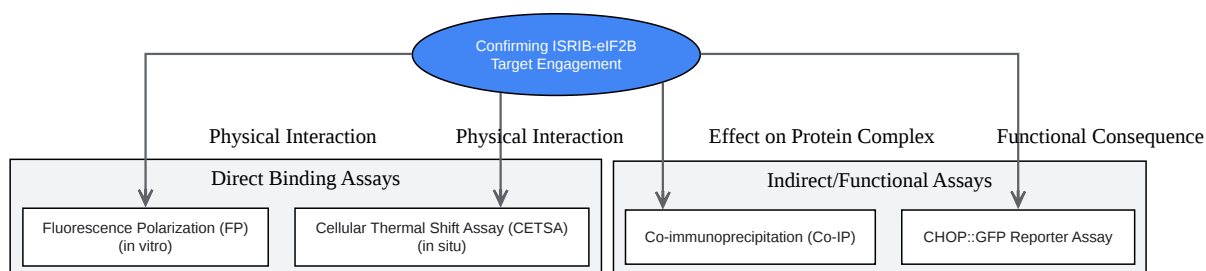 Confirming ISRIB-eIF2B
Target Engagement
Physical Interaction
Physical Interaction
Effect on Protein Complex
Functional Consequence
Direct Binding Assays
Indirect/Functional Assays
Fluorescence Polarization (FP)
(in vitro)
Cellular Thermal Shift Assay (CETSA)
(in situ)
Co-immunoprecipitation (Co-IP)
CHOP::GFP Reporter Assay